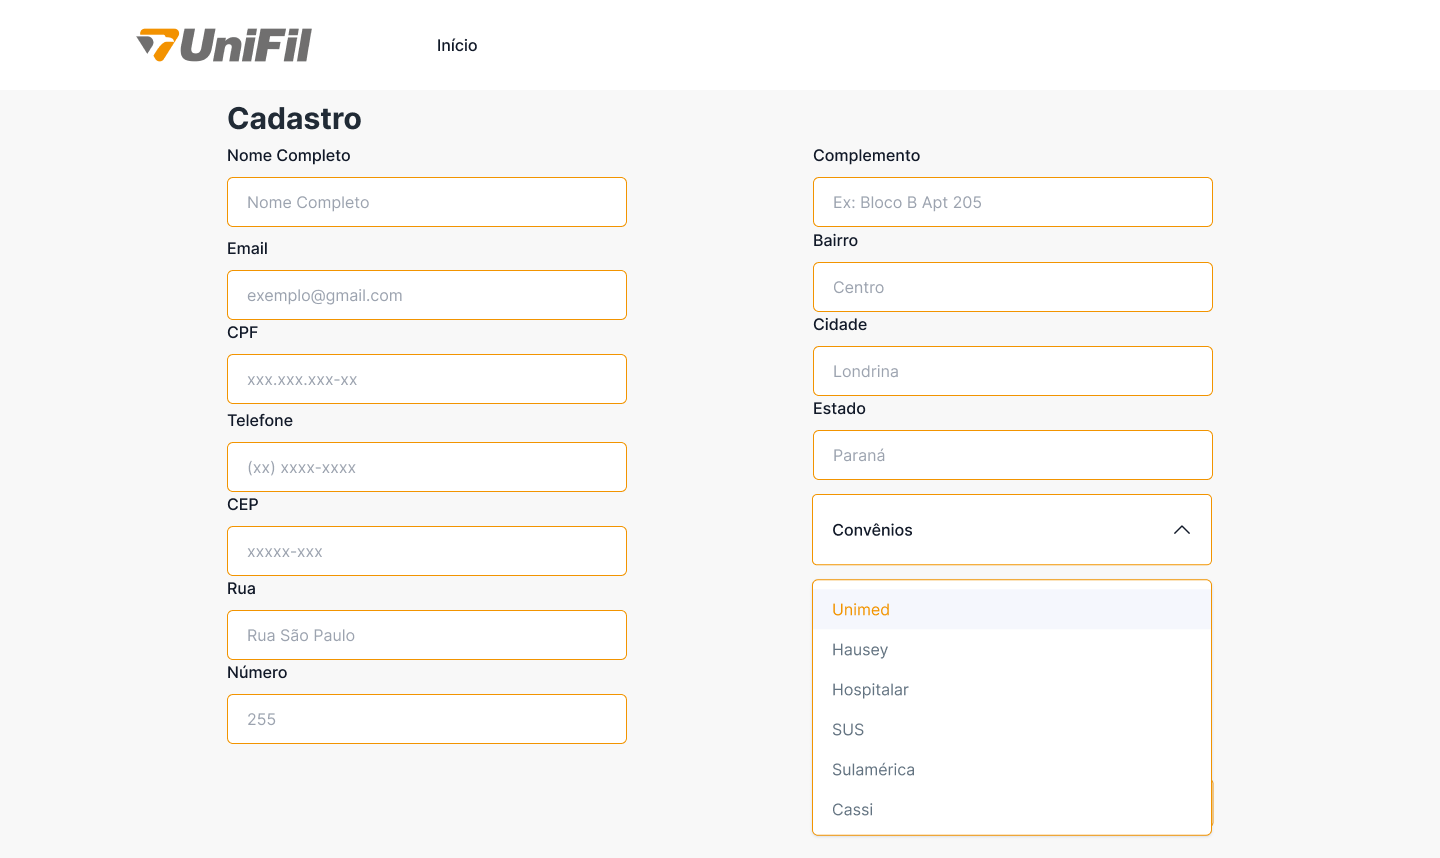 UniFil
Início
Cadastro
Nome Completo
Nome Completo
Email
exemplo@gmail.com
CPF
xxx.xxx.xxx-xx
Telefone
(xx) xxxx-xxxx
CEP
xxxxx-xxx
Rua
Rua São Paulo
Número
255
Complemento
Ex: Bloco B Apt 205
Bairro
Centro
Cidade
Londrina
Estado
Paraná
Convênios
Unimed
Hausey
Hospitalar
SUS
Sulamérica
Cassi